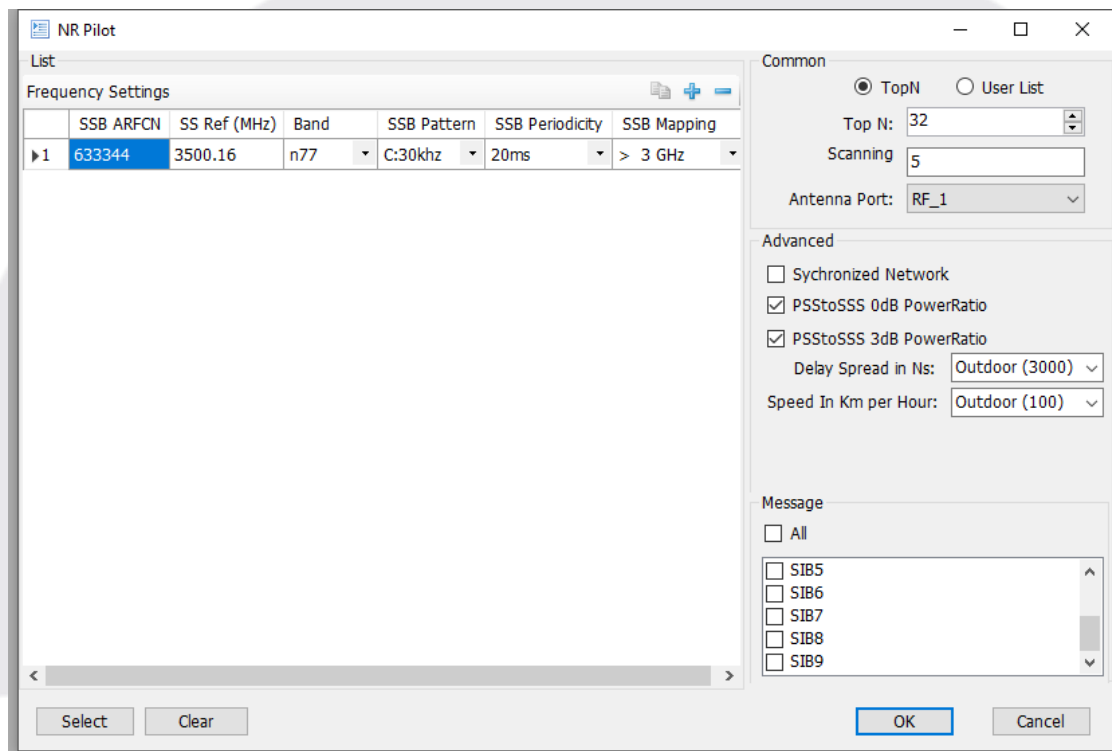 NR Pilot
List
Frequency Settings
SSB ARFCN SS Ref (MHz) Band SSB Pattern SSB Periodicity SSB Mapping
1 633344 3500.16 n77 C:30khz 20ms > 3 GHz
Select Clear
Common
TopN User List
Top N: 32
Scanning 5
Antenna Port: RF_1
Advanced
Sychronized Network
PSStoSSS 0dB PowerRatio
PSStoSSS 3dB PowerRatio
Delay Spread in Ns: Outdoor (3000)
Speed In Km per Hour: Outdoor (100)
Message
All
SIB5
SIB6
SIB7
SIB8
SIB9
OK Cancel